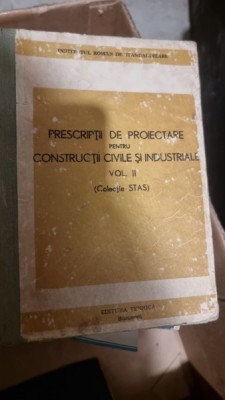 INSTITUTUL ROMÂN DE STANDARDIZARE
PRESCRIPȚII DE PROIECTARE
PENTRU
CONSTRUCȚII CIVILE ȘI INDUSTRIALE
VOL. II
(Colecție STAS)
EDITURA TEHNICĂ
București